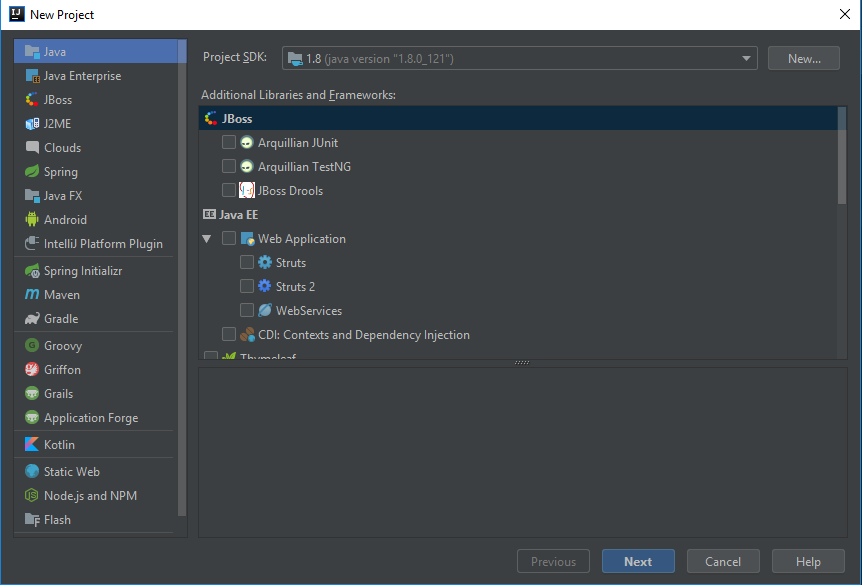 New Project
Java
Java Enterprise
JBoss
J2ME
Clouds
Spring
Java FX
Android
IntelliJ Platform Plugin
Spring Initializr
Maven
Gradle
Groovy
Griffon
Grails
Application Forge
Kotlin
Static Web
Node.js and NPM
Flash
Project SDK: 1.8 (java version "1.8.0_121") New...
Additional Libraries and Frameworks:
JBoss
Arquillian JUnit
Arquillian TestNG
JBoss Drools
Java EE
Web Application
Struts
Struts 2
WebServices
CDI: Contexts and Dependency Injection
Thymeleaf
Previous Next Cancel Help